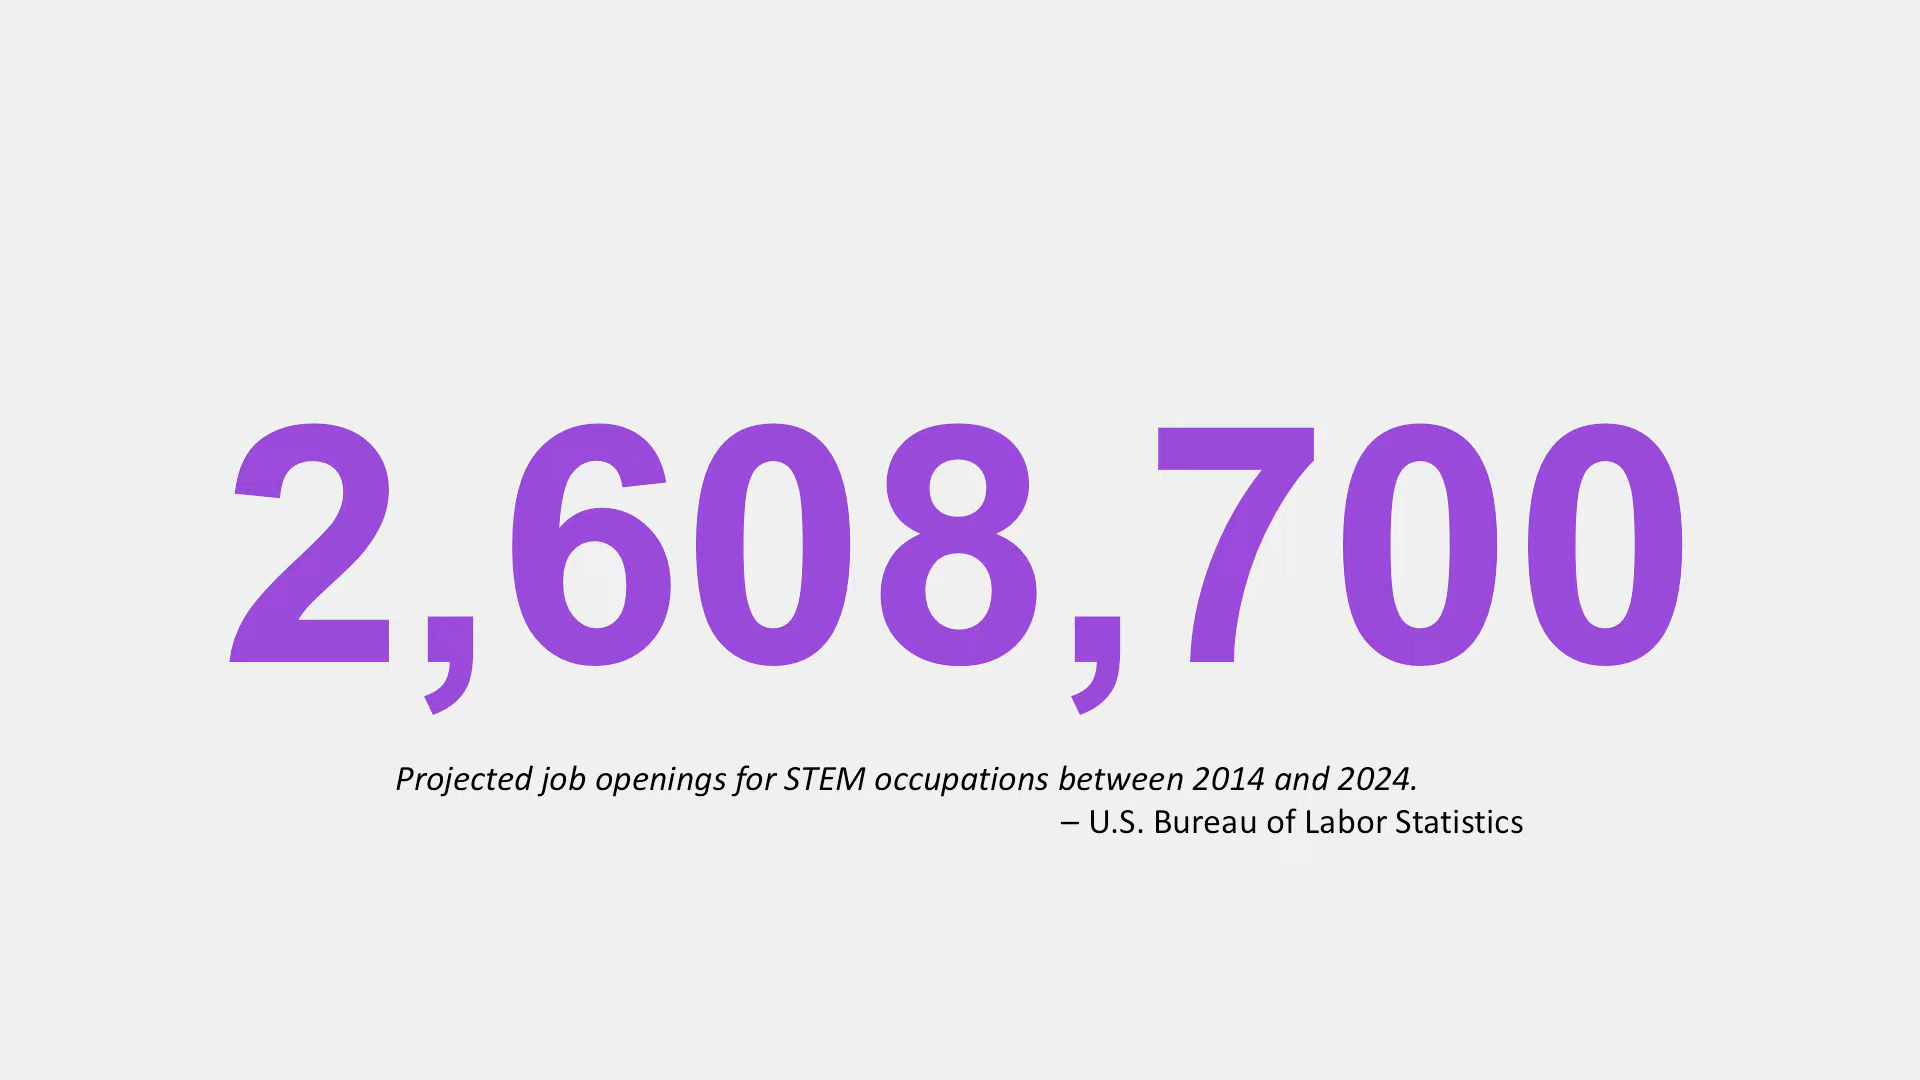 2,608,700
Projected job openings for STEM occupations between 2014 and 2024.
– U.S. Bureau of Labor Statistics